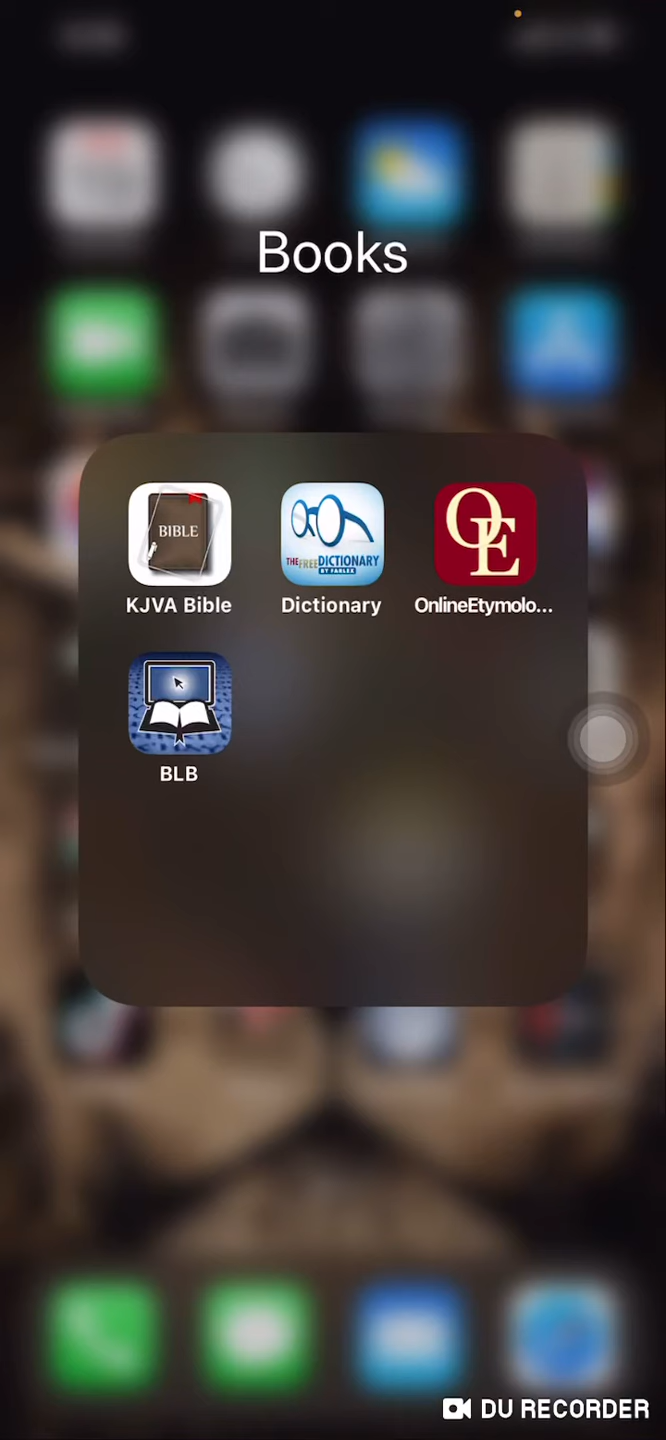 Books
BIBLE
THE FREE DICTIONARY
BY FARLEX
OE
KJVA Bible
Dictionary
OnlineEtymolo...
BLB
DU RECORDER